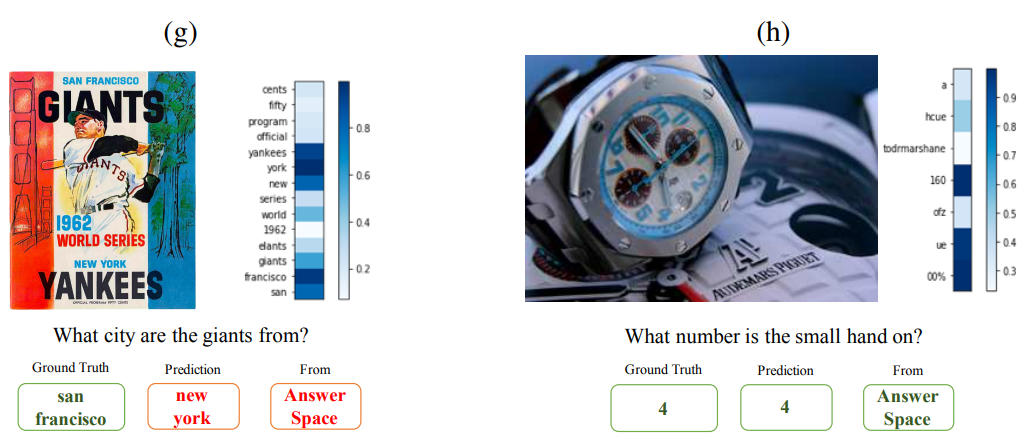 (g)
SAN FRANCISCO
GIANTS
GIANTS
1962
WORLD SERIES
NEW YORK
YANKEES
OFFICIAL PROGRAM FIFTY CENTS
cents
fifty
program
official
yankees
york
new
series
world
1962
elants
giants
francisco
san
0.8
0.6
0.4
0.2
What city are the giants from?
Ground Truth
Prediction
From
san
francisco
new
york
Answer
Space
(h)
AUDEMARS PIGUET
a
hcue
todrmarshane
160
ofz
ue
00%
0.9
0.8
0.7
0.6
0.5
0.4
0.3
What number is the small hand on?
Ground Truth
Prediction
From
4
4
Answer
Space